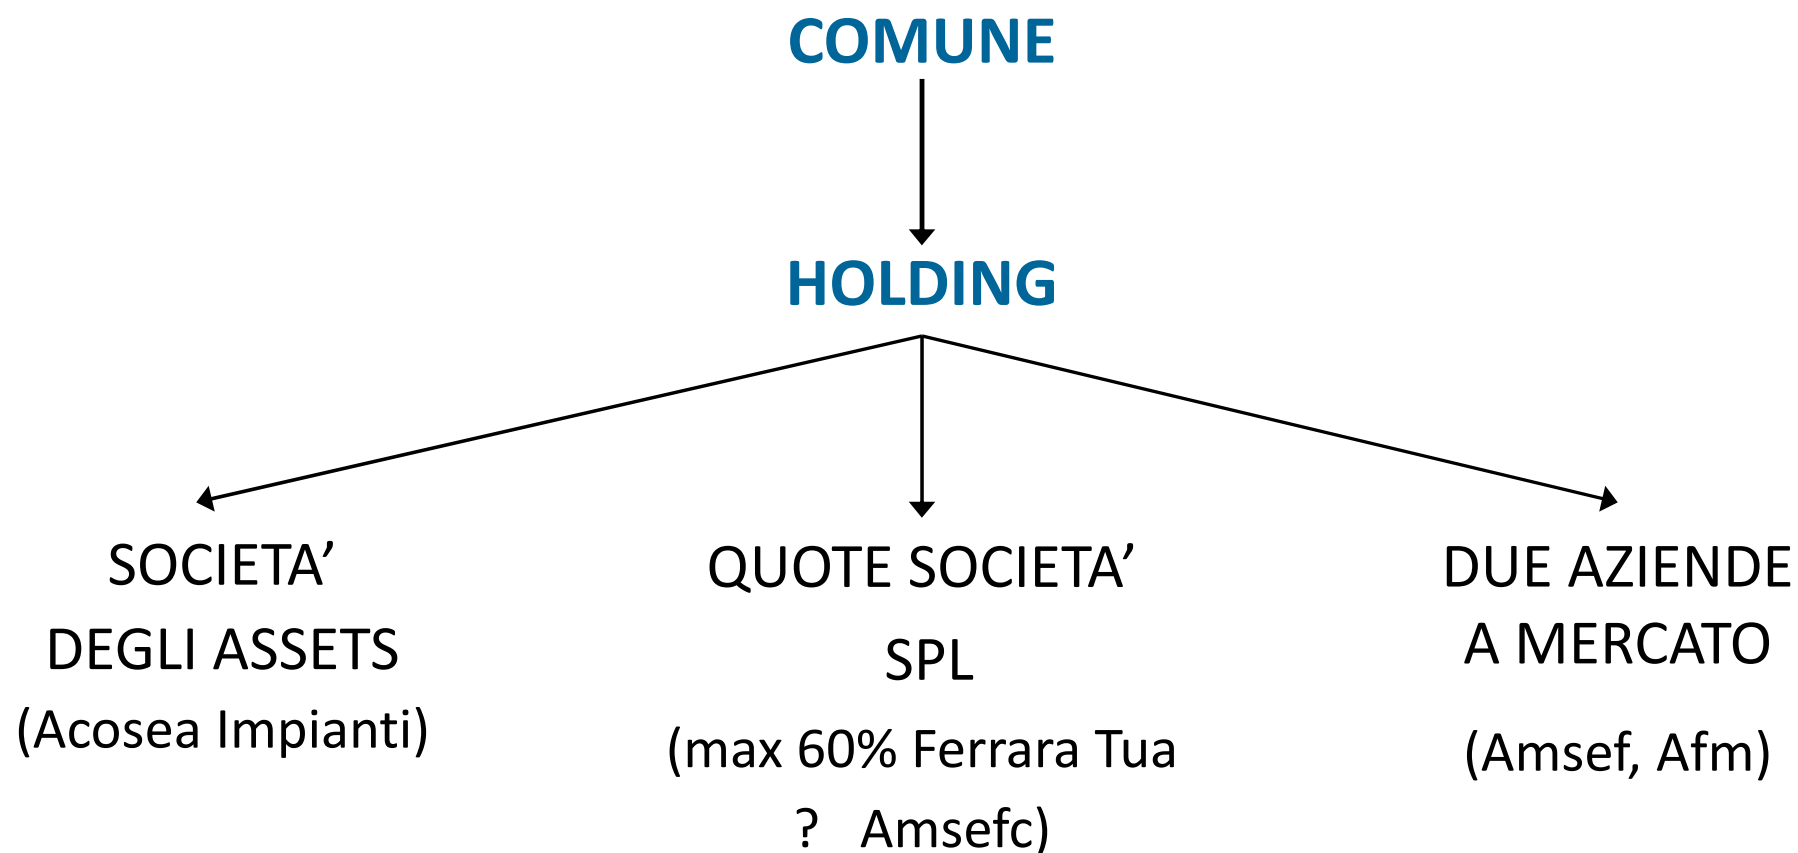 COMUNE
HOLDING
SOCIETA’
DEGLI ASSETS
(Acosea Impianti)
QUOTE SOCIETA’
SPL
(max 60% Ferrara Tua
? Amsefc)
DUE AZIENDE
A MERCATO
(Amsef, Afm)